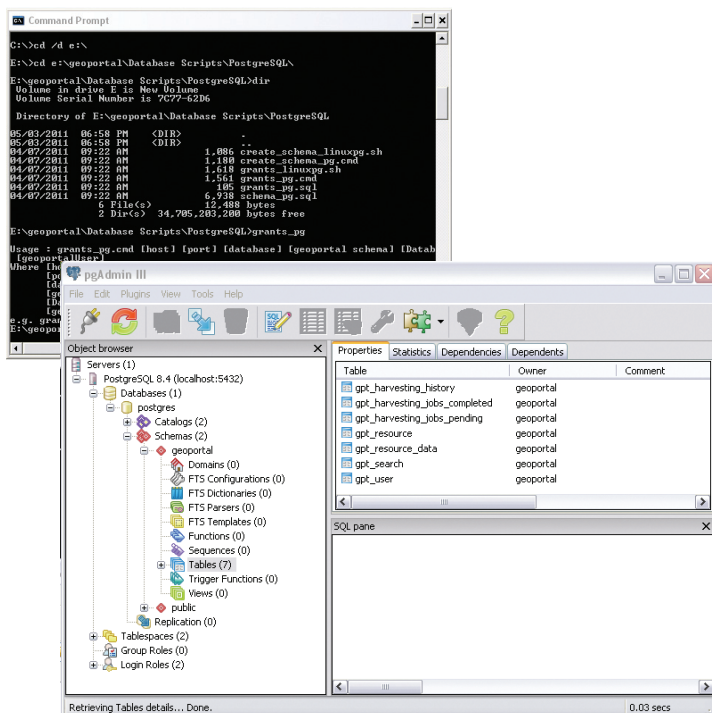 Command Prompt
C:\>cd /d e:\
E:\>cd e:\geoportal\Database Scripts\PostgreSQL\
E:\geoportal\Database Scripts\PostgreSQL>dir
Volume in drive E is New Volume
Volume Serial Number is 7C77-62D6
Directory of E:\geoportal\Database Scripts\PostgreSQL
05/03/2011 06:58 PM <DIR> .
05/03/2011 06:58 PM <DIR> ..
04/07/2011 09:22 AM 1,086 create_schema_linuxpg.sh
04/07/2011 09:22 AM 1,180 create_schema_pg.cmd
04/07/2011 09:22 AM 1,618 grants_linuxpg.sh
04/07/2011 09:22 AM 1,561 grants_pg.cmd
04/07/2011 09:22 AM 105 grants_pg.sql
04/07/2011 09:22 AM 6,938 schema_pg.sql
6 File(s) 12,488 bytes
2 Dir(s) 34,705,203,200 bytes free
E:\geoportal\Database Scripts\PostgreSQL>grants_pg
Usage : grants_pg.cmd [host] [port] [database] [geoportal schema] [Datab
[geoportalUser]
Where [ho
e.g. gran
E:\geopor
pgAdmin III
File Edit Plugins View Tools Help
Object browser
Servers (1)
PostgreSQL 8.4 (localhost:5432)
Databases (1)
postgres
Catalogs (2)
Schemas (2)
geoportal
Domains (0)
FTS Configurations (0)
FTS Dictionaries (0)
FTS Parsers (0)
FTS Templates (0)
Functions (0)
Sequences (0)
Tables (7)
Trigger Functions (0)
Views (0)
public
Replication (0)
Tablespaces (2)
Group Roles (0)
Login Roles (2)
Properties Statistics Dependencies Dependents
Table Owner Comment
gpt_harvesting_history geoportal
gpt_harvesting_jobs_completed geoportal
gpt_harvesting_jobs_pending geoportal
gpt_resource geoportal
gpt_resource_data geoportal
gpt_search geoportal
gpt_user geoportal
SQL pane
Retrieving Tables details... Done. 0.03 secs